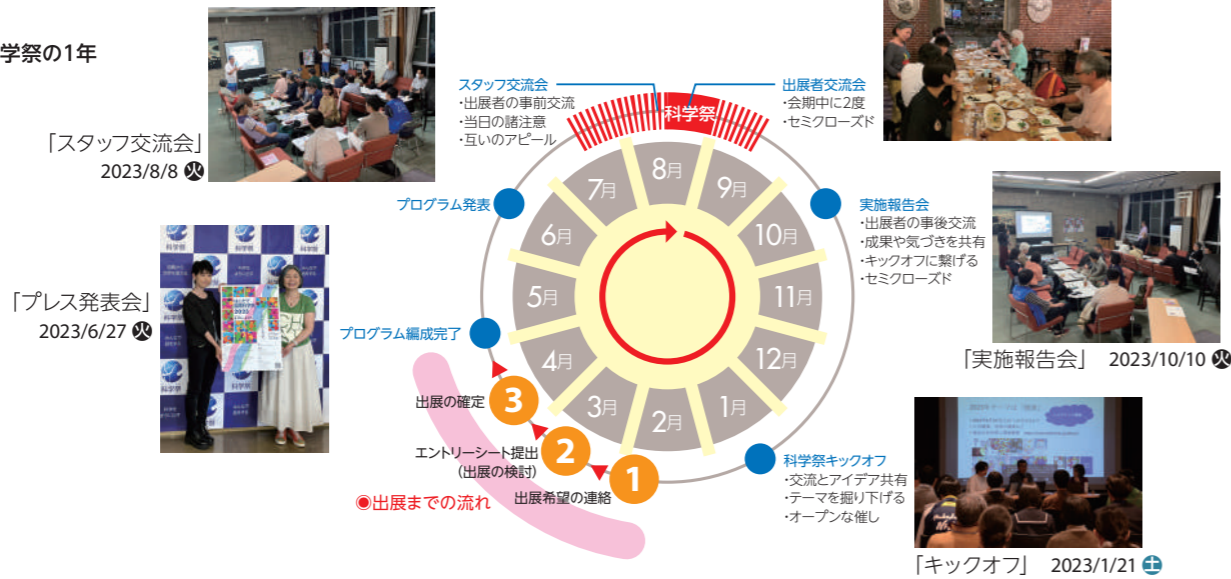 学祭の1年
「スタッフ交流会」
2023/8/8 火
「プレス発表会」
2023/6/27 火
スタッフ交流会
・出展者の事前交流
・当日の諸注意
・互いのアピール
科学祭
出展者交流会
・会期中に2度
・セミクローズド
プログラム発表
プログラム編成完了
8月
9月
10月
11月
12月
1月
2月
3月
4月
5月
6月
7月
実施報告会
・出展者の事後交流
・成果や気づきを共有
・キックオフに繋げる
・セミクローズド
「実施報告会」 2023/10/10 火
出展の確定
3
エントリーシート提出
(出展の検討)
2
出展希望の連絡
1
◉出展までの流れ
科学祭キックオフ
・交流とアイデア共有
・テーマを掘り下げる
・オープンな催し
「キックオフ」 2023/1/21 土
科学祭
科学祭
科学祭